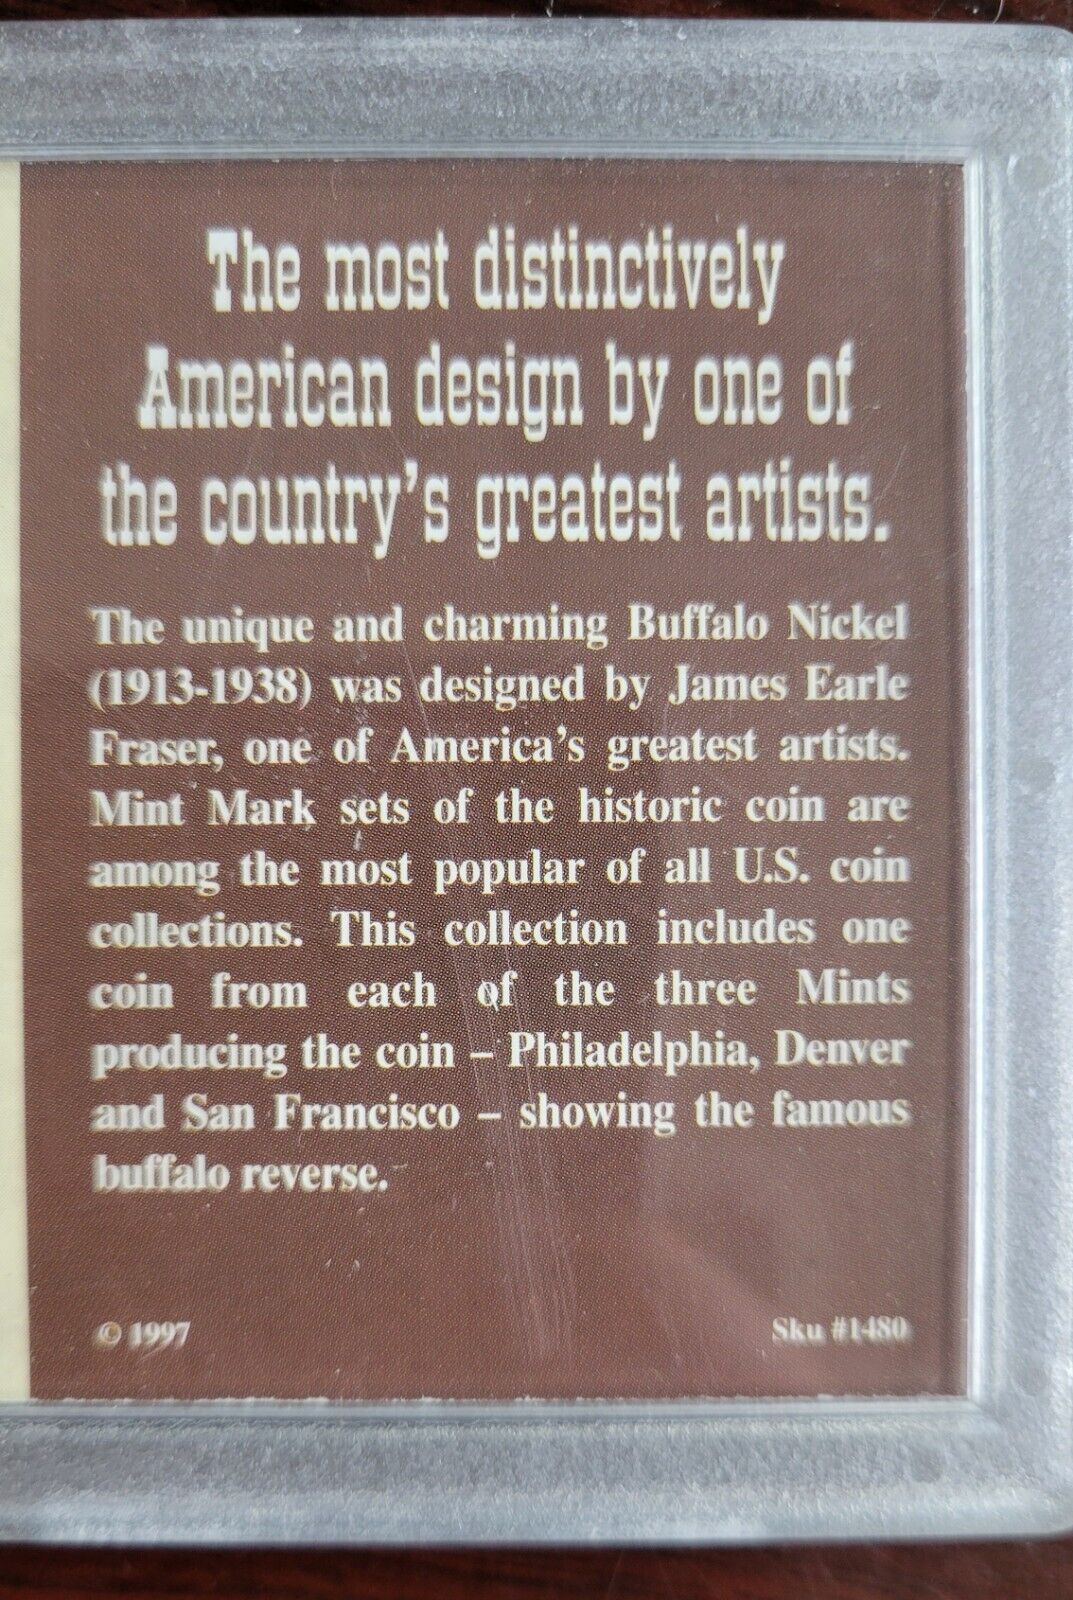 The most distinctively
American design by one of
the country's greatest artists.
The unique and charming Buffalo Nickel
(1913-1938) was designed by James Earle
Fraser, one of America's greatest artists.
Mint Mark sets of the historic coin are
among the most popular of all U.S. coin
collections. This collection includes one
coin from each of the three Mints
producing the coin – Philadelphia, Denver
and San Francisco – showing the famous
buffalo reverse.
© 1997 Sku #1480